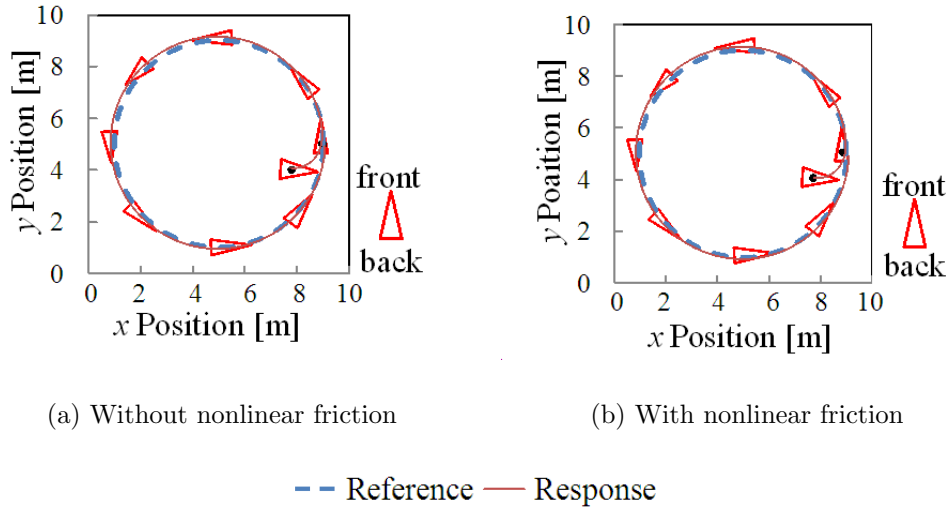 10
8
6
4
2
0
y Position [m]
0 2 4 6 8 10
x Position [m]
front
back
10
8
6
4
2
0
y Poaition [m]
0 2 4 6 8 10
x Position [m]
front
back
(a) Without nonlinear friction
(b) With nonlinear friction
Reference Response